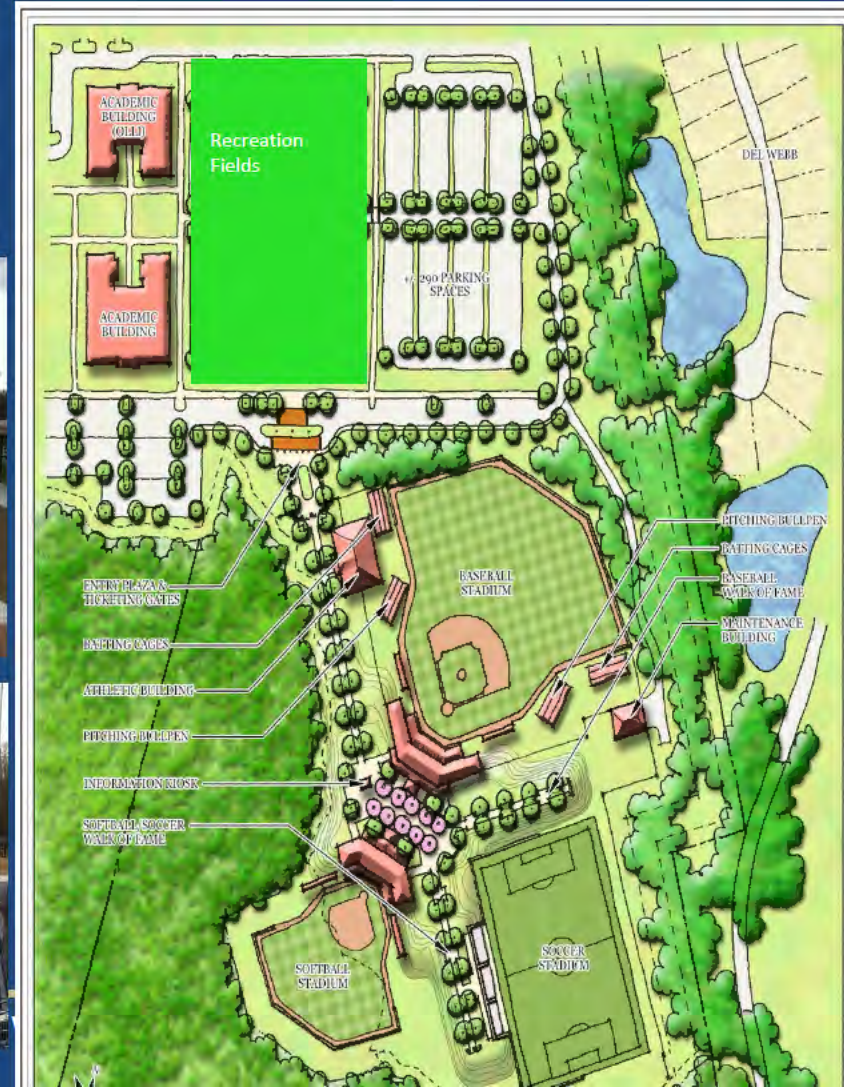 ACADEMIC
BUILDING
(OLLI)
Recreation
Fields
DEL WEBB
+/- 290 PARKING
SPACES
ACADEMIC
BUILDING
PITCHING BULLPEN
BATTING CAGES
BASEBALL
WALK OF FAME
MAINTENANCE
BUILDING
BASEBALL
STADIUM
ENTRY PLAZA &
TICKETING GATES
BATTING CAGES
ATHLETIC BUILDING
PITCHING BULLPEN
INFORMATION KIOSK
SOFTBALL/SOCCER
WALK OF FAME
SOFTBALL
STADIUM
SOCCER
STADIUM